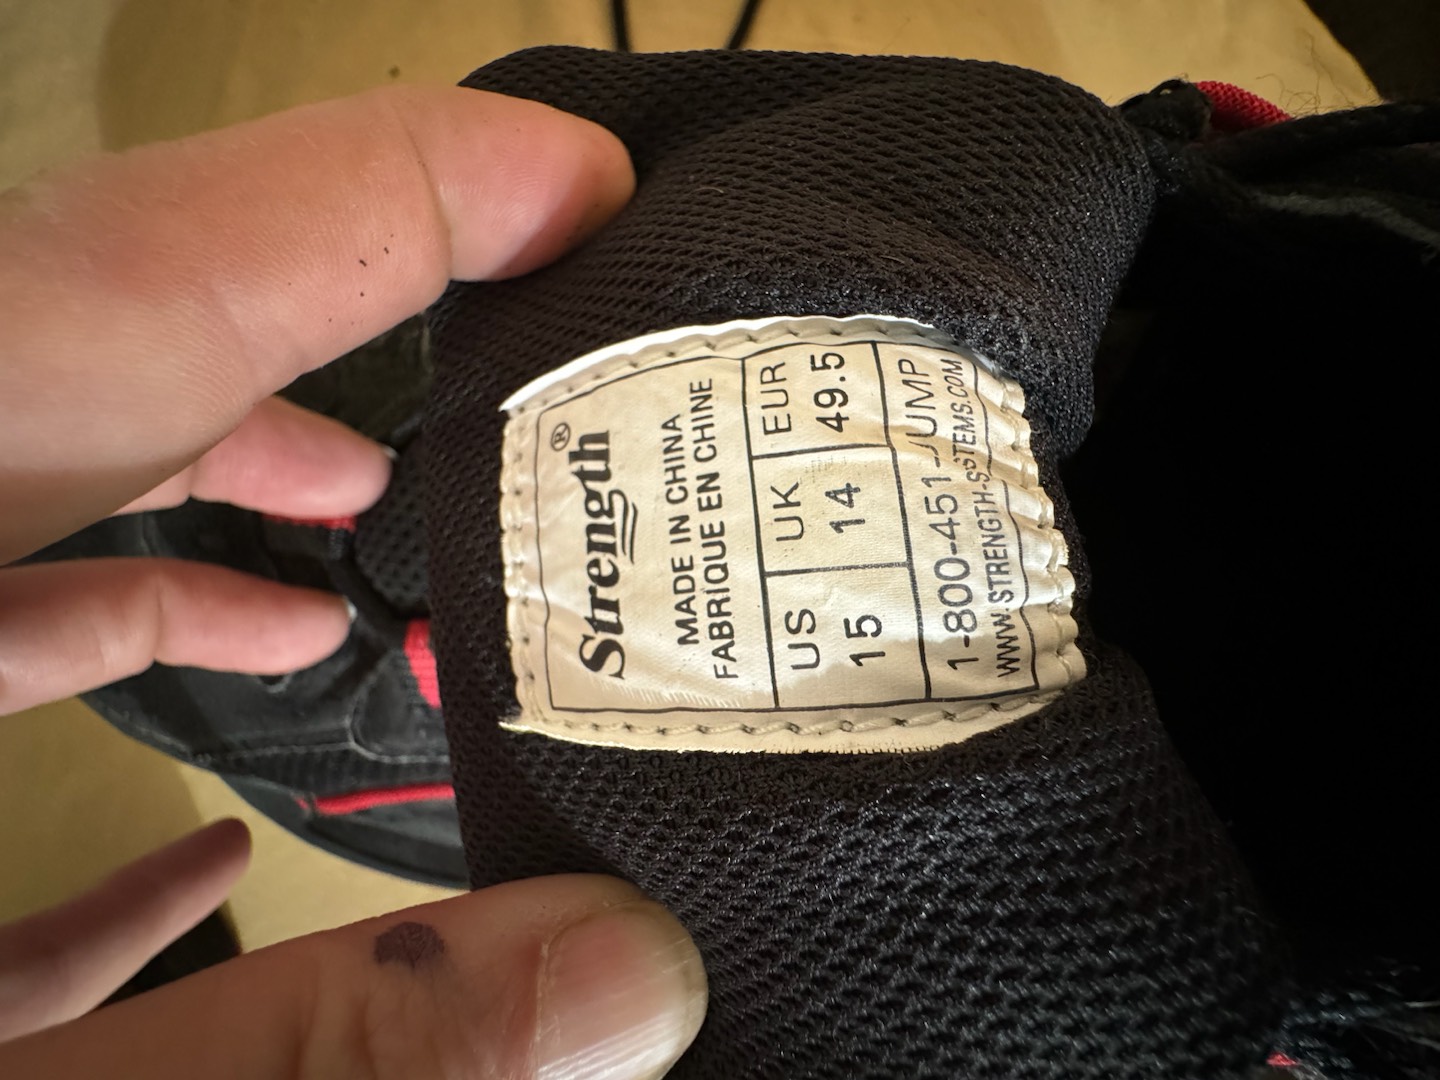 Strength®
MADE IN CHINA
FABRIQUE EN CHINE
US UK EUR
15 14 49.5
1-800-451-JUMP
WWW.STRENGTH-SYSTEMS.COM